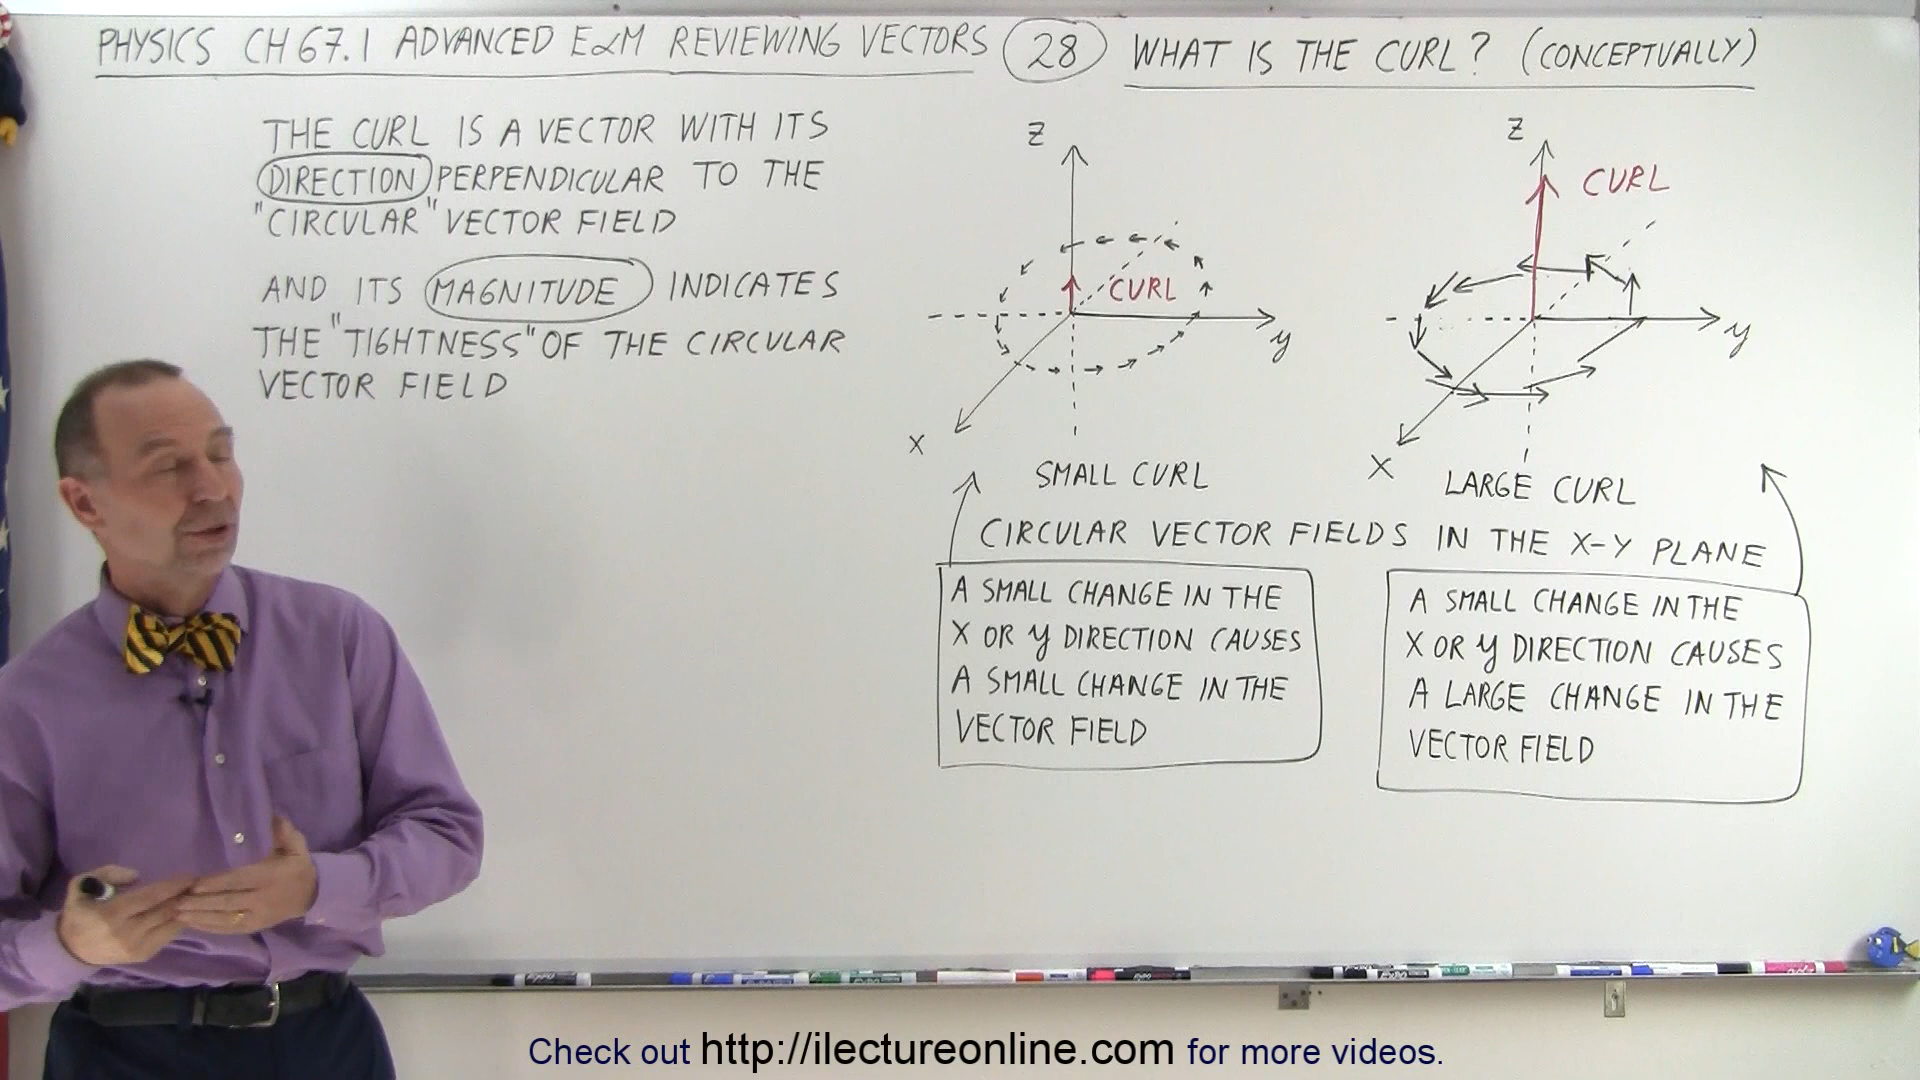 PHYSICS CH 67.1 ADVANCED E&M REVIEWING VECTORS 28 WHAT IS THE CURL? (CONCEPTUALLY)
THE CURL IS A VECTOR WITH ITS
DIRECTION PERPENDICULAR TO THE
"CIRCULAR" VECTOR FIELD
AND ITS MAGNITUDE INDICATES
THE "TIGHTNESS" OF THE CIRCULAR
VECTOR FIELD
Z
CURL
y
X
SMALL CURL
Z
CURL
y
X
LARGE CURL
CIRCULAR VECTOR FIELDS IN THE X-Y PLANE
A SMALL CHANGE IN THE
X OR y DIRECTION CAUSES
A SMALL CHANGE IN THE
VECTOR FIELD
A SMALL CHANGE IN THE
X OR y DIRECTION CAUSES
A LARGE CHANGE IN THE
VECTOR FIELD
Check out http://ilectureonline.com for more videos.